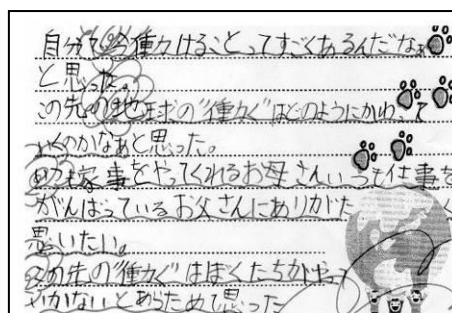 自分で今働けることってすごくあるんだなぁ
と思った。
この先の地球の"働く"はどのようにかわって
いくのかなあと思った。
家事をやってくれるお母さんいつも仕事を
がんばっているお父さんにありがた く
思いたい。
この先の"働く"はぼくたちが
いかないとあらためて思った